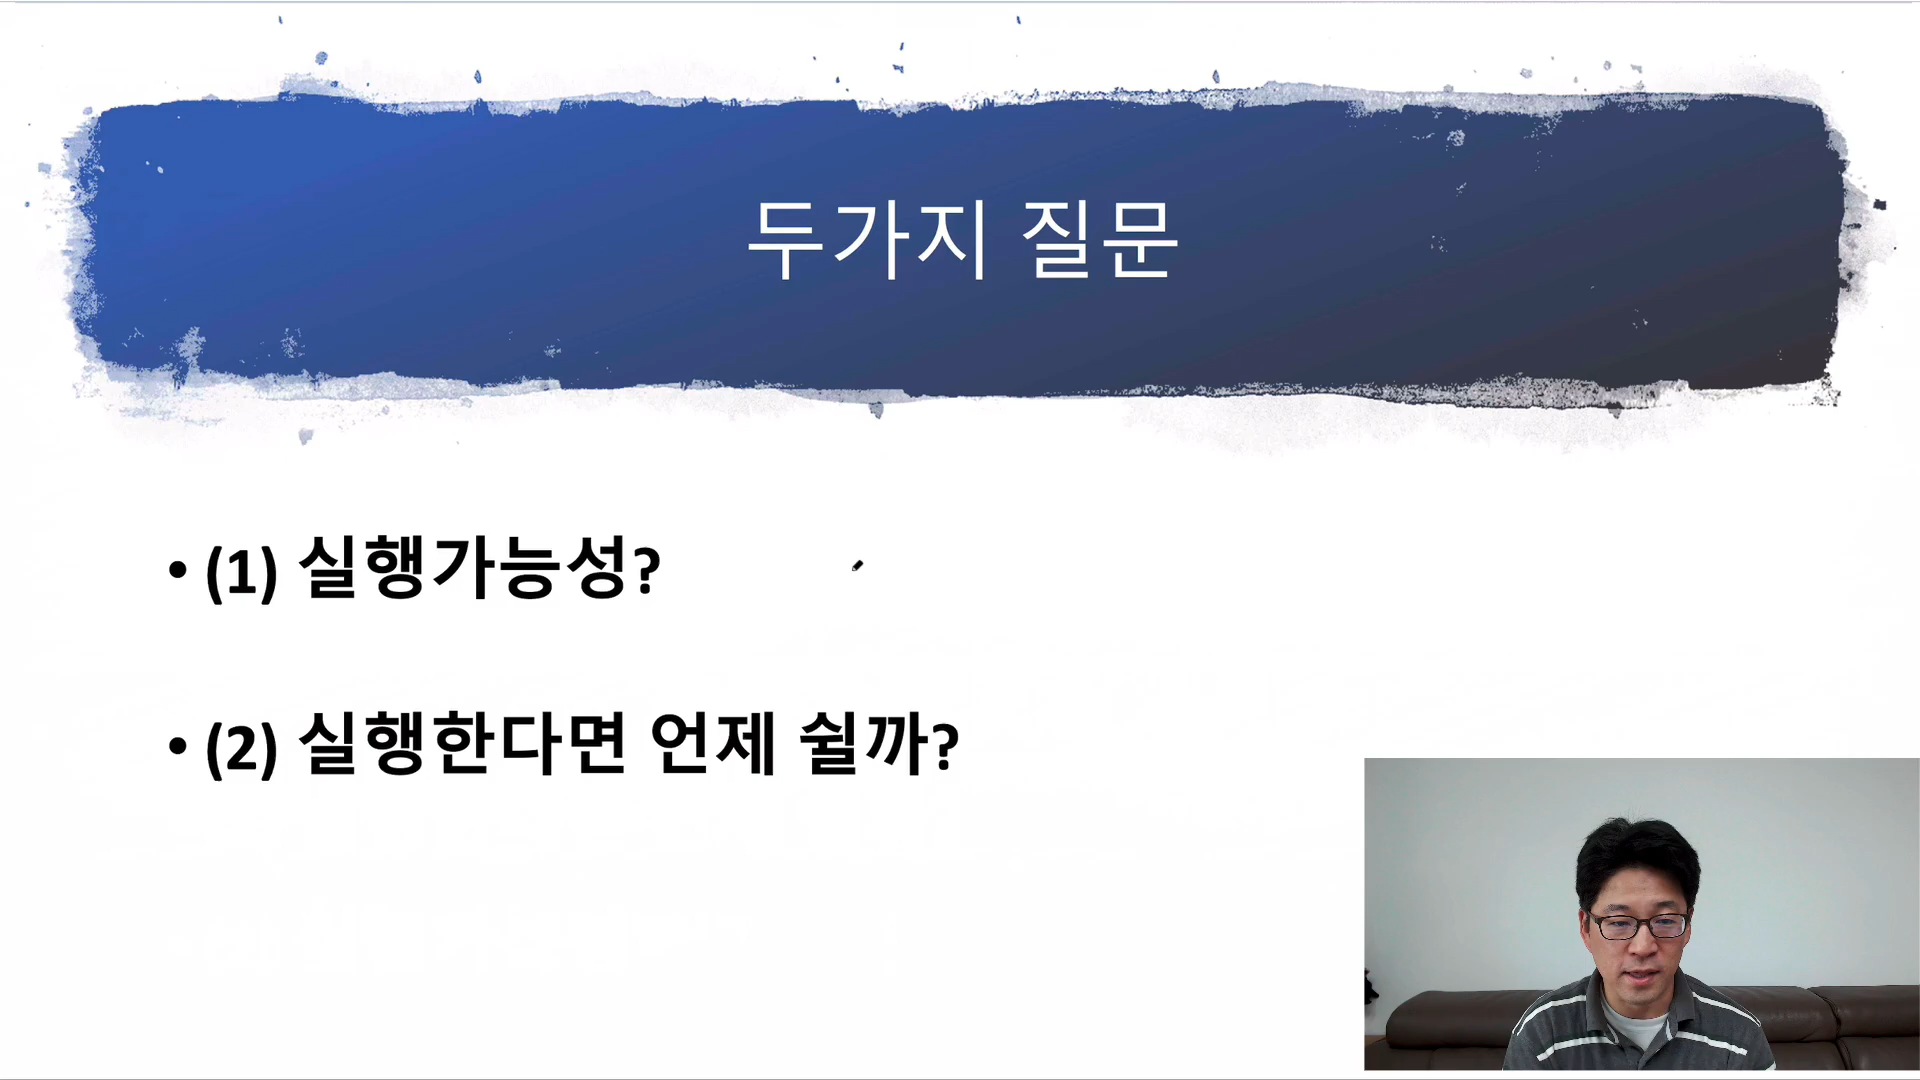 두가지 질문
• (1) 실행가능성?
• (2) 실행한다면 언제 쉴까?